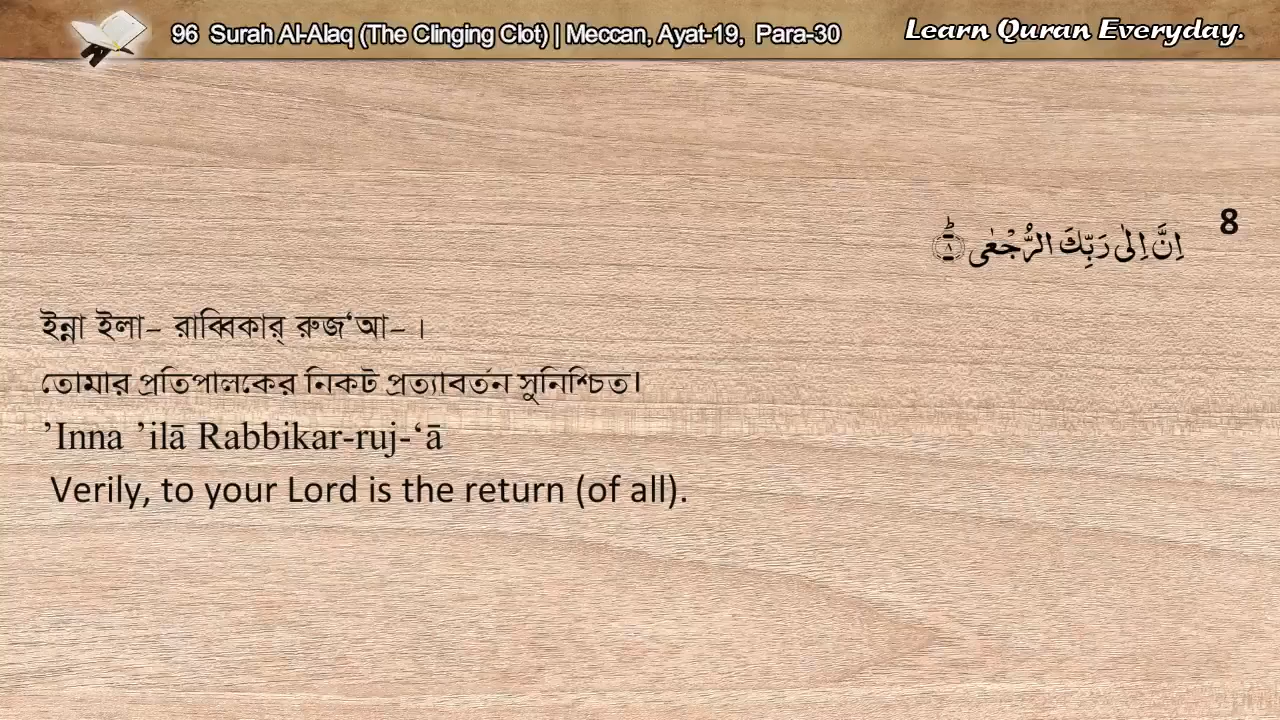 96 Surah Al-Alaq (The Clinging Clot) | Meccan, Ayat-19, Para-30
Learn Quran Everyday.
8
اِنَّ اِلٰى رَبِّكَ الرُّجْعٰى ؕ ﴿۸﴾
ইন্না ইলা– রাব্বিকার্ রুজ‘আ– ।
তোমার প্রতিপালকের নিকট প্রত্যাবর্তন সুনিশ্চিত।
’Inna ’ilā Rabbikar-ruj-‘ā
Verily, to your Lord is the return (of all).